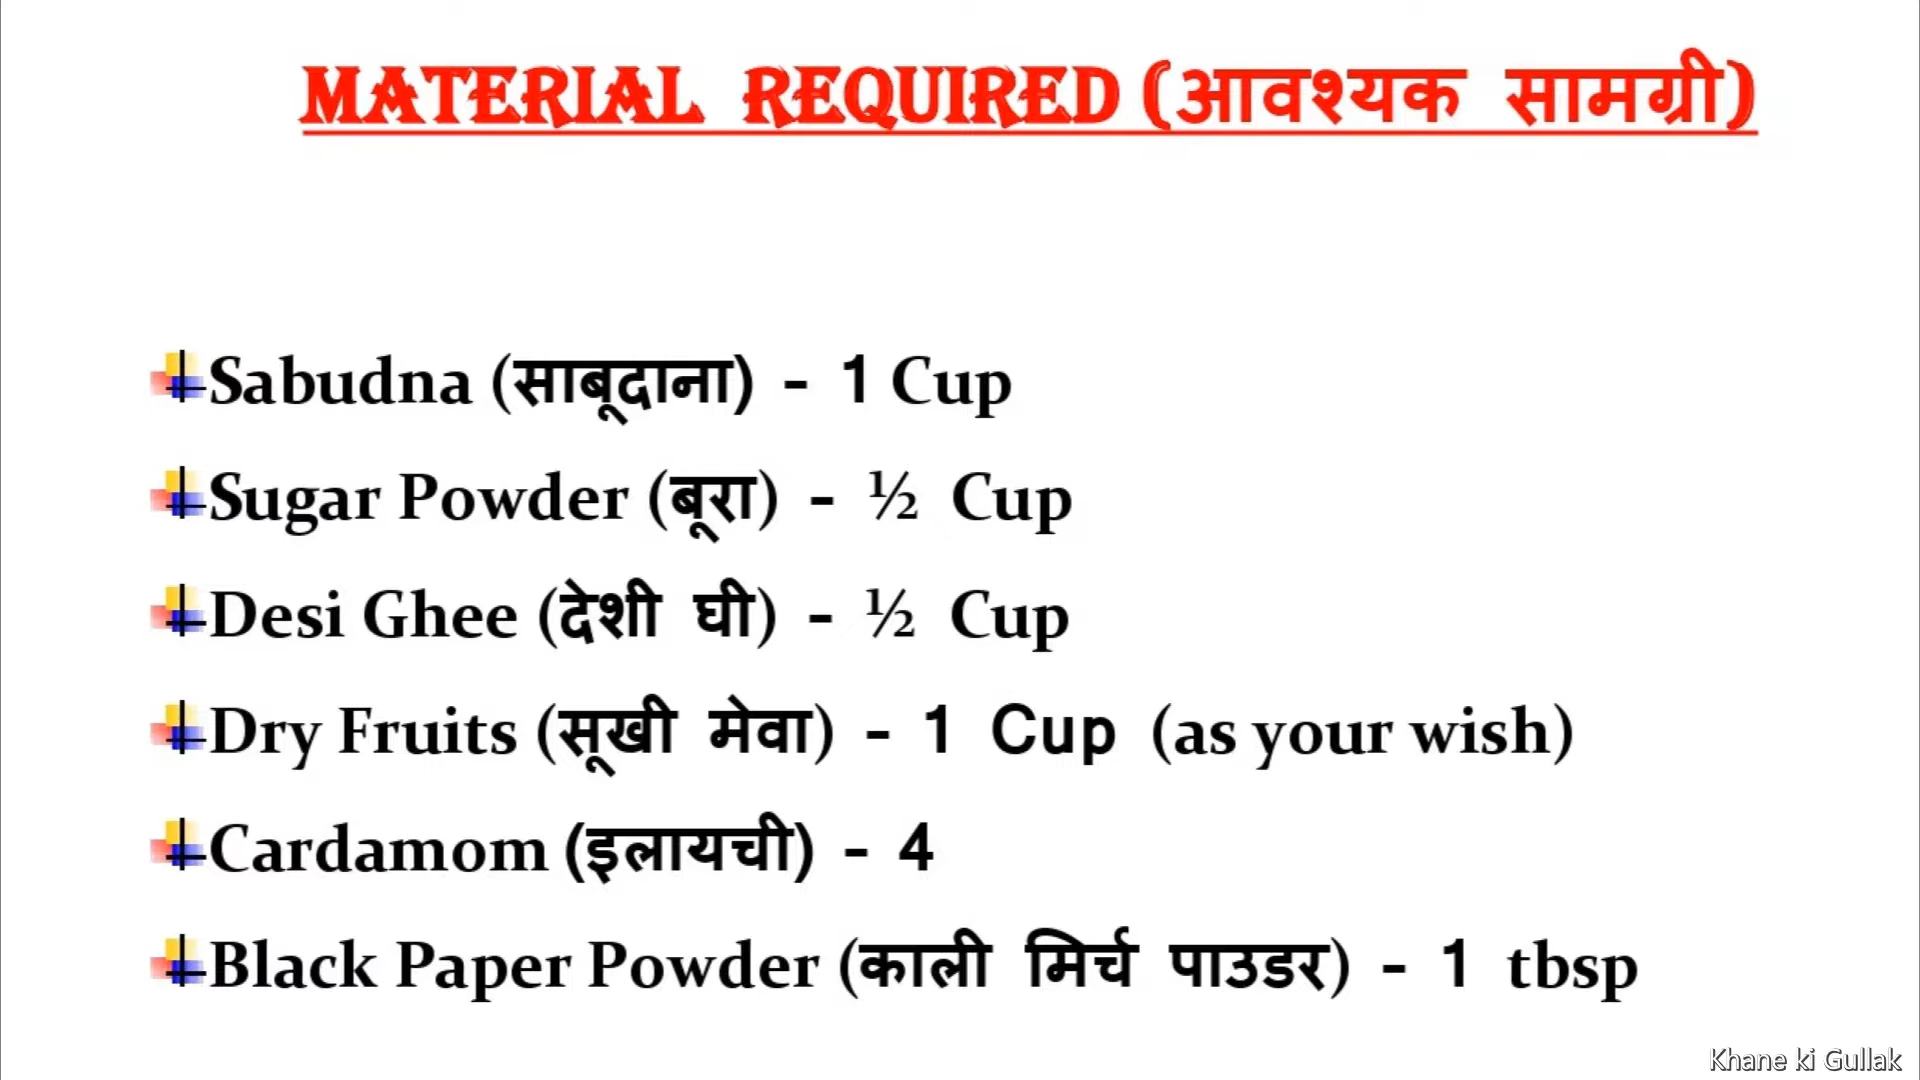 MATERIAL REQUIRED (आवश्यक सामग्री)
Sabudna (साबूदाना) - 1 Cup
Sugar Powder (बूरा) - ½ Cup
Desi Ghee (देशी घी) - ½ Cup
Dry Fruits (सूखी मेवा) - 1 Cup (as your wish)
Cardamom (इलायची) - 4
Black Paper Powder (काली मिर्च पाउडर) - 1 tbsp
Khane ki Gullak